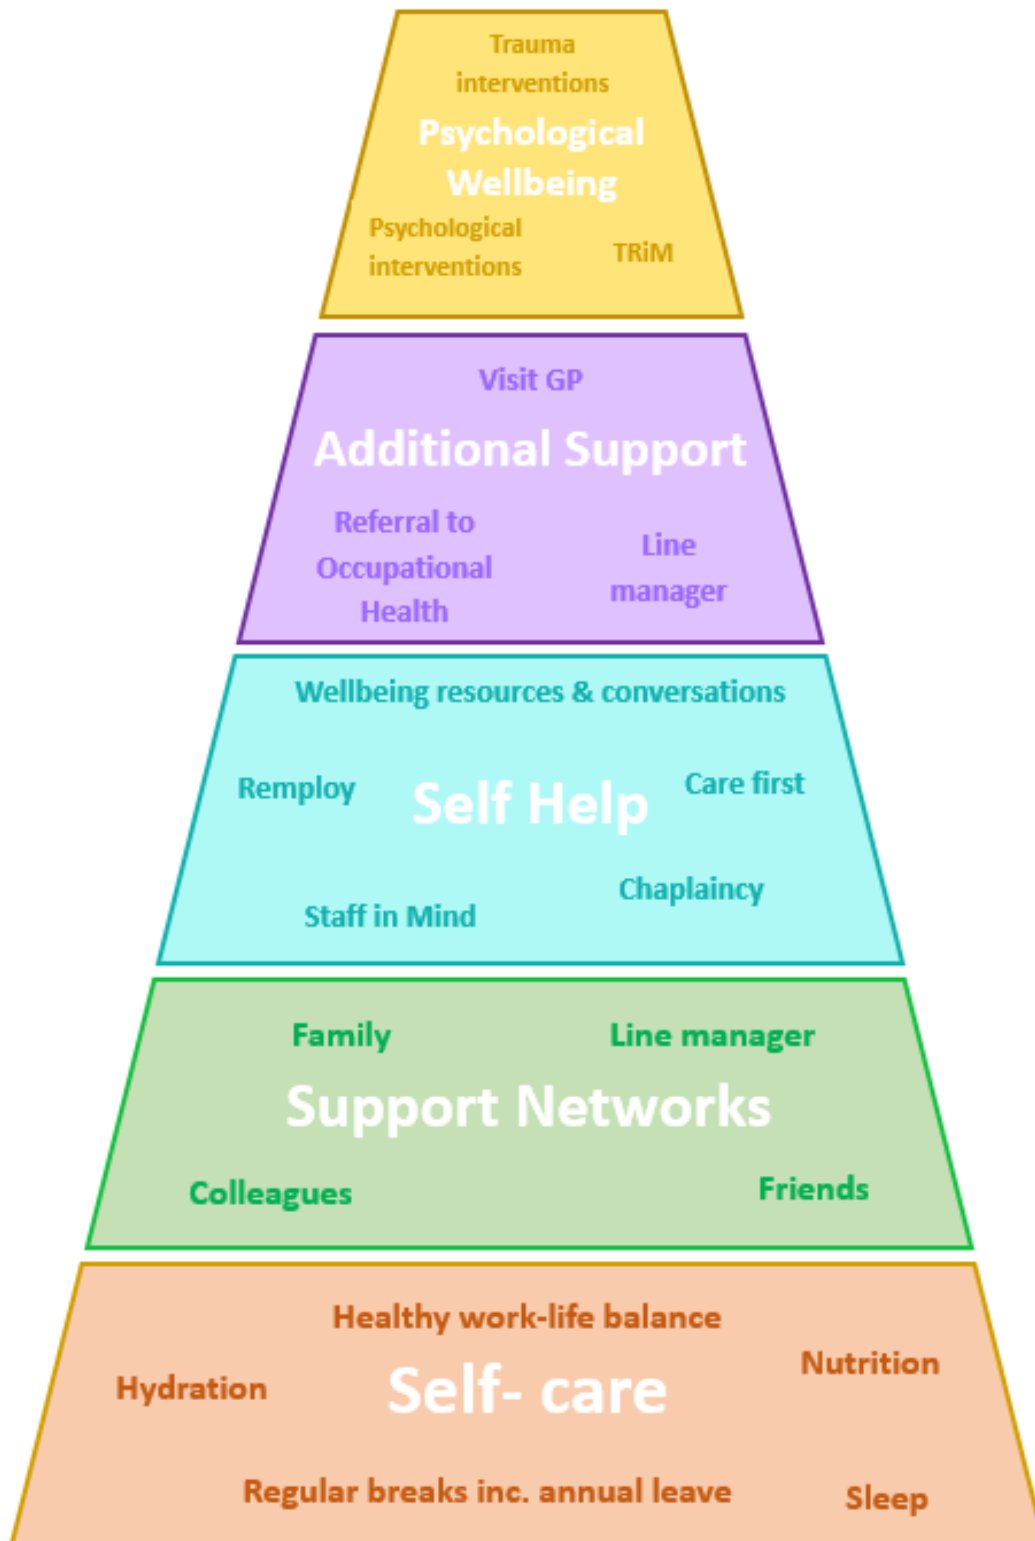 Trauma
interventions
Psychological
Wellbeing
Psychological
interventions
TRiM
Visit GP
Additional Support
Referral to
Occupational
Health
Line
manager
Wellbeing resources & conversations
Remploy
Self Help
Care first
Staff in Mind
Chaplaincy
Family
Line manager
Support Networks
Colleagues
Friends
Healthy work-life balance
Nutrition
Hydration
Self- care
Regular breaks inc. annual leave
Sleep